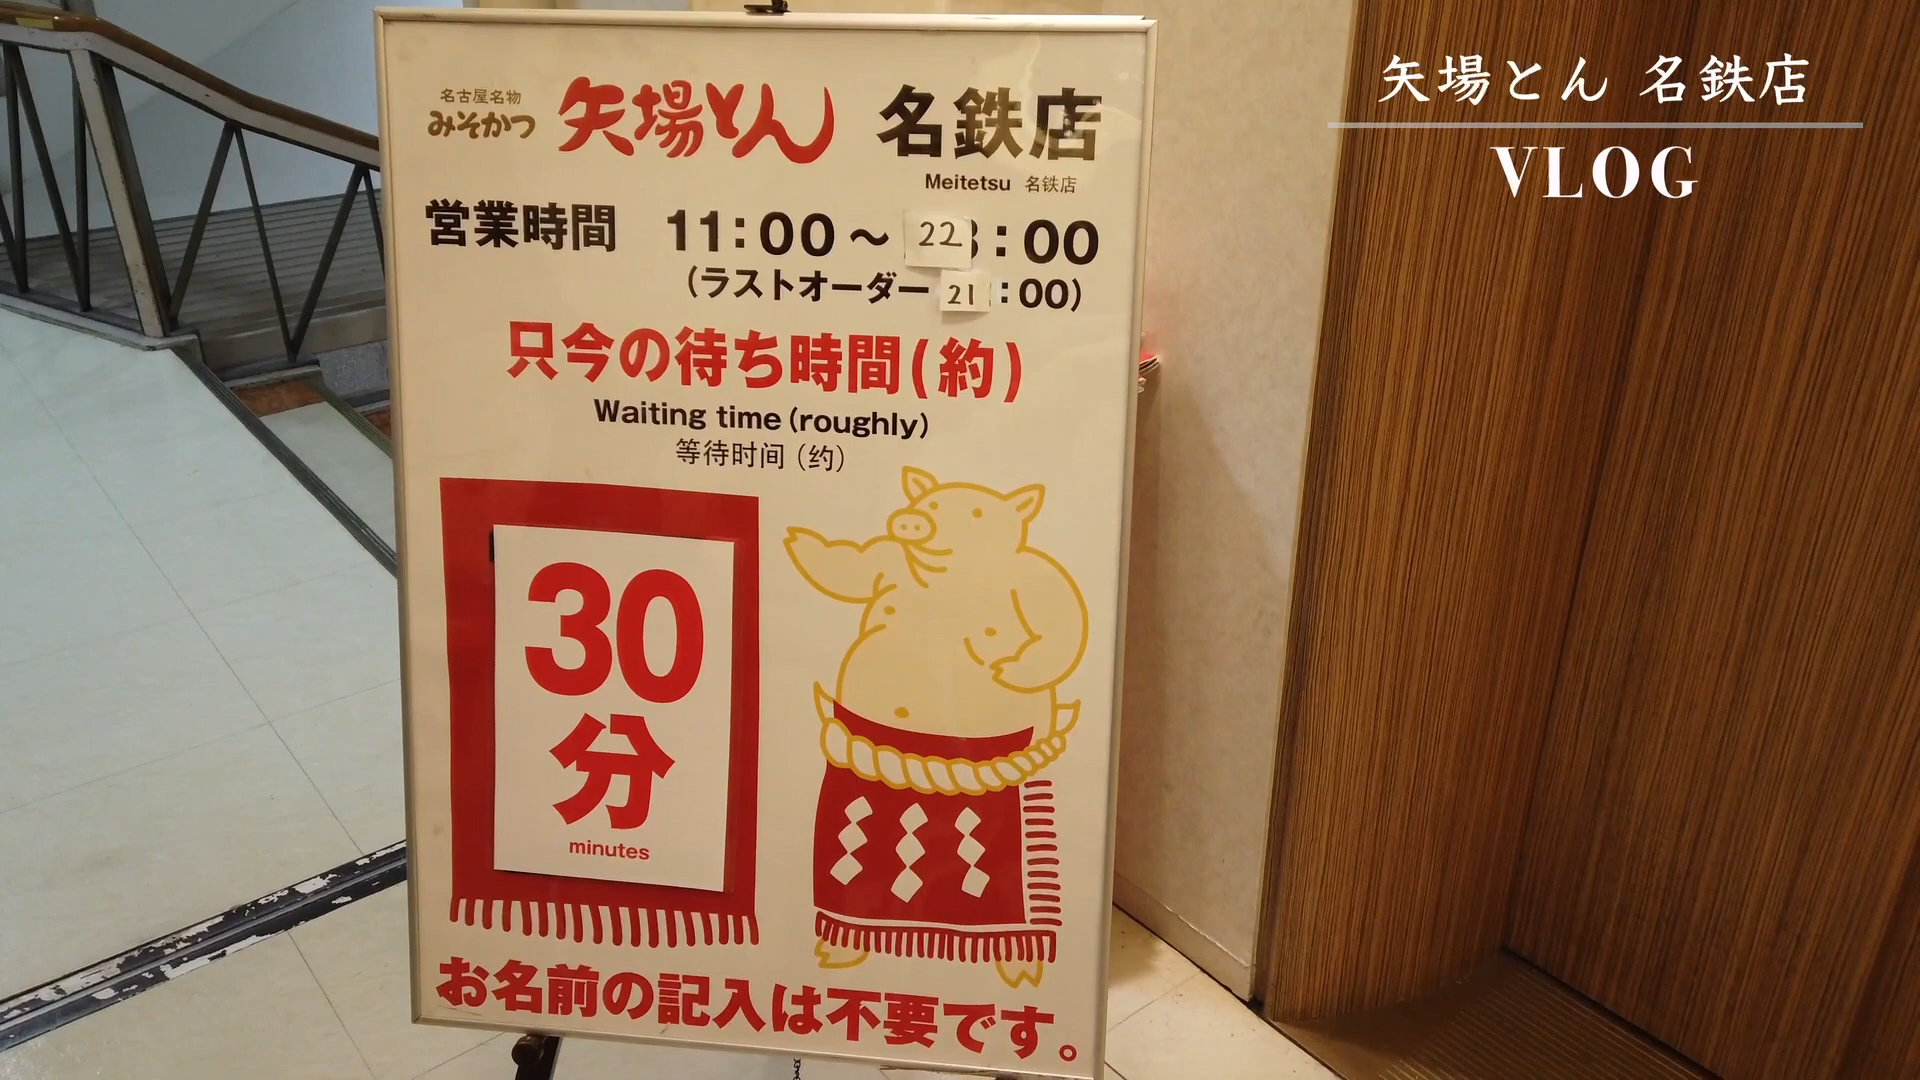 矢場とん 名鉄店
VLOG
名古屋名物
みそかつ 矢場とん 名鉄店
Meitetsu 名铁店
営業時間 11:00～22:00
(ラストオーダー21:00)
只今の待ち時間(約)
Waiting time (roughly)
等待时间 (约)
30
分
minutes
お名前の記入は不要です。